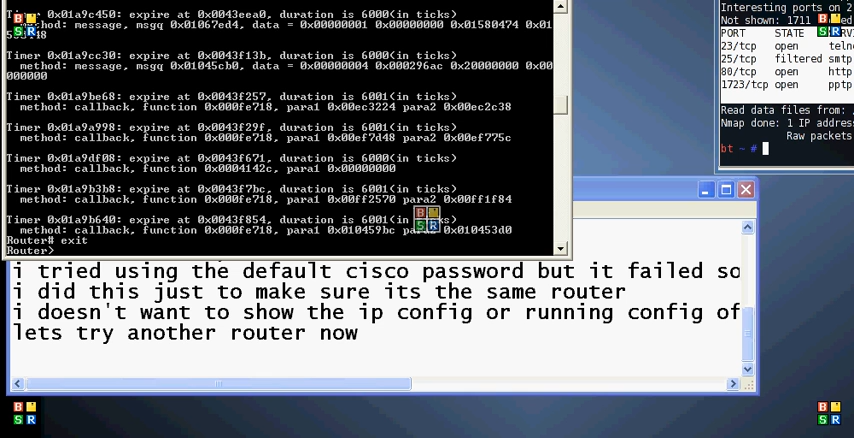 Timer 0x01a9c450: expire at 0x0043eea0, duration is 6000(in ticks)
method: message, msgq 0x01067ed4, data = 0x00000001 0x00000000 0x01580474 0x01
Timer 0x01a9cc30: expire at 0x0043f13b, duration is 6000(in ticks)
method: message, msgq 0x01045cb0, data = 0x00000004 0x000296ac 0x20000000 0x00
000000
Timer 0x01a9be68: expire at 0x0043f257, duration is 6001(in ticks)
method: callback, function 0x000fe718, para1 0x00ec3224 para2 0x00ec2c38
Timer 0x01a9a998: expire at 0x0043f29f, duration is 6001(in ticks)
method: callback, function 0x000fe718, para1 0x00ef7d48 para2 0x00ef775c
Timer 0x01a9df08: expire at 0x0043f671, duration is 6000(in ticks)
method: callback, function 0x0004142c, para1 0x00000000
Timer 0x01a9b3b8: expire at 0x0043f7bc, duration is 6001(in ticks)
method: callback, function 0x000fe718, para1 0x00ff2570 para2 0x00ff1f84
Timer 0x01a9b640: expire at 0x0043f854, duration is 6001(in ticks)
method: callback, function 0x000fe718, para1 0x010459bc 0x010453d0
Router# exit
Router>
Interesting ports on 2
Not shown: 1711
PORT STATE
23/tcp open telne
25/tcp filtered smtp
80/tcp open http
1723/tcp open pptp
Read data files from: /
Nmap done: 1 IP addres
Raw packets
bt ~ #
i tried using the default cisco password but it failed so
i did this just to make sure its the same router
i doesn't want to show the ip config or running config of
lets try another router now
B S R
B S R
B S R
B S R
B S R